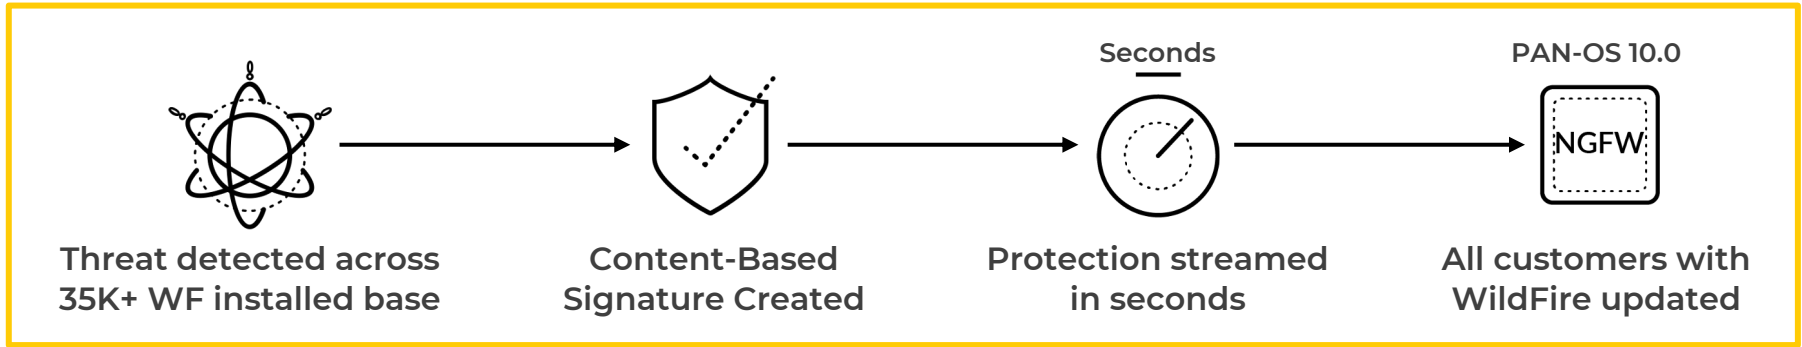 Threat detected across
35K+ WF installed base
Content-Based
Signature Created
Seconds
Protection streamed
in seconds
PAN-OS 10.0
NGFW
All customers with
WildFire updated